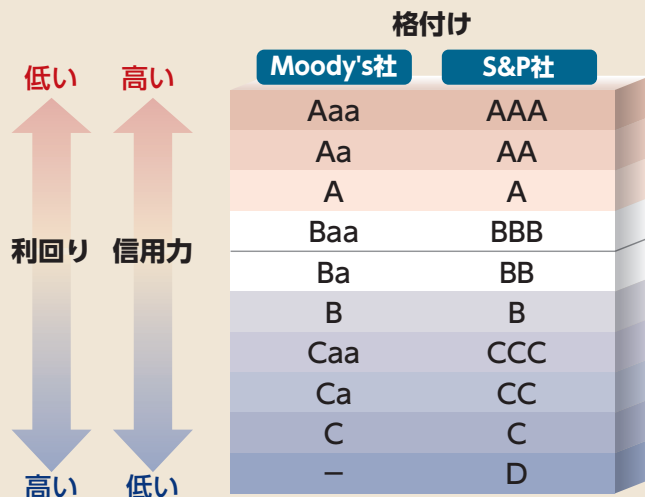 格付け
Moody's社 S&P社
低い 高い
Aaa AAA
Aa AA
A A
Baa BBB
利回り 信用力
Ba BB
B B
Caa CCC
Ca CC
C C
– D
高い 低い